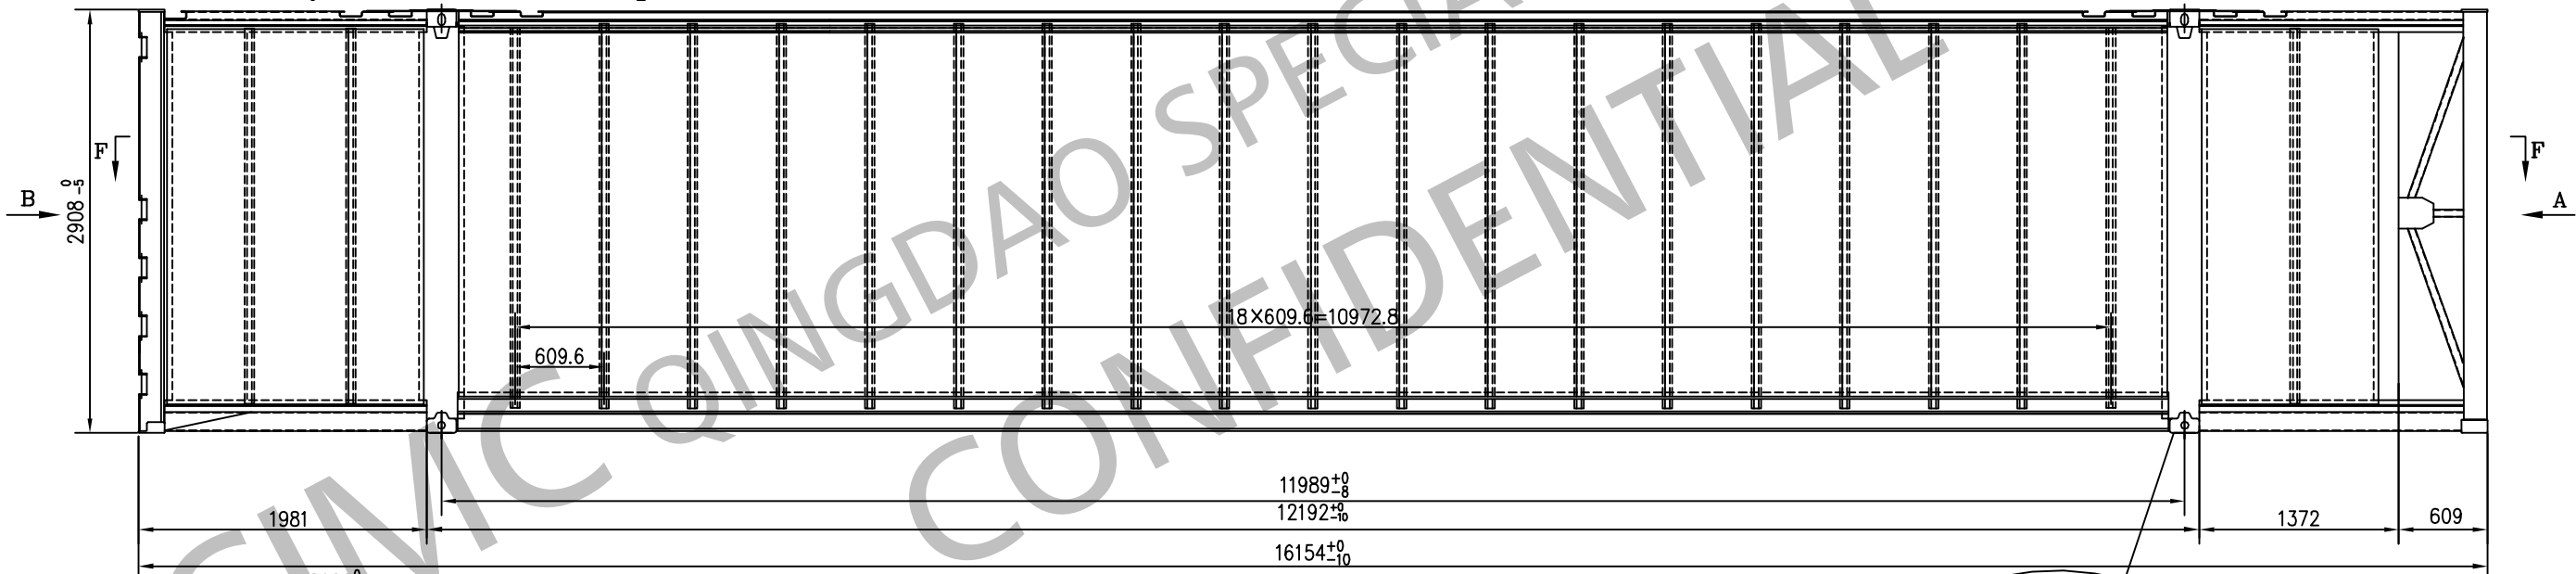 F
F
B
A
2908 0 -5
18×609.6=10972.8
609.6
11989 +0 -8
1981
12192 +0 -10
1372
609
16154 +0 -10
CIMC QINGDAO SPECIA
CONFIDENTIAL